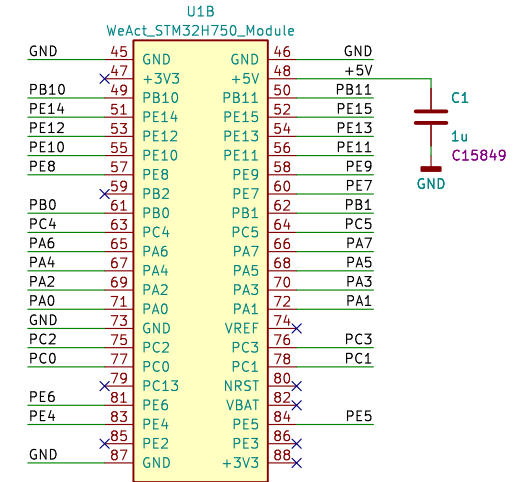 U1B
WeAct_STM32H750_Module
GND 45 GND GND 46 GND
47 +3V3 +5V 48 +5V
PB10 49 PB10 PB11 50 PB11
PE14 51 PE14 PE15 52 PE15
PE12 53 PE12 PE13 54 PE13
PE10 55 PE10 PE11 56 PE11
PE8 57 PE8 PE9 58 PE9
59 PB2 PE7 60 PE7
PB0 61 PB0 PB1 62 PB1
PC4 63 PC4 PC5 64 PC5
PA6 65 PA6 PA7 66 PA7
PA4 67 PA4 PA5 68 PA5
PA2 69 PA2 PA3 70 PA3
PA0 71 PA0 PA1 72 PA1
GND 73 GND VREF 74
PC2 75 PC2 PC3 76 PC3
PC0 77 PC0 PC1 78 PC1
79 PC13 NRST 80
PE6 81 PE6 VBAT 82
PE4 83 PE4 PE5 84 PE5
85 PE2 PE3 86
GND 87 GND +3V3 88
C1
1u
C15849
GND